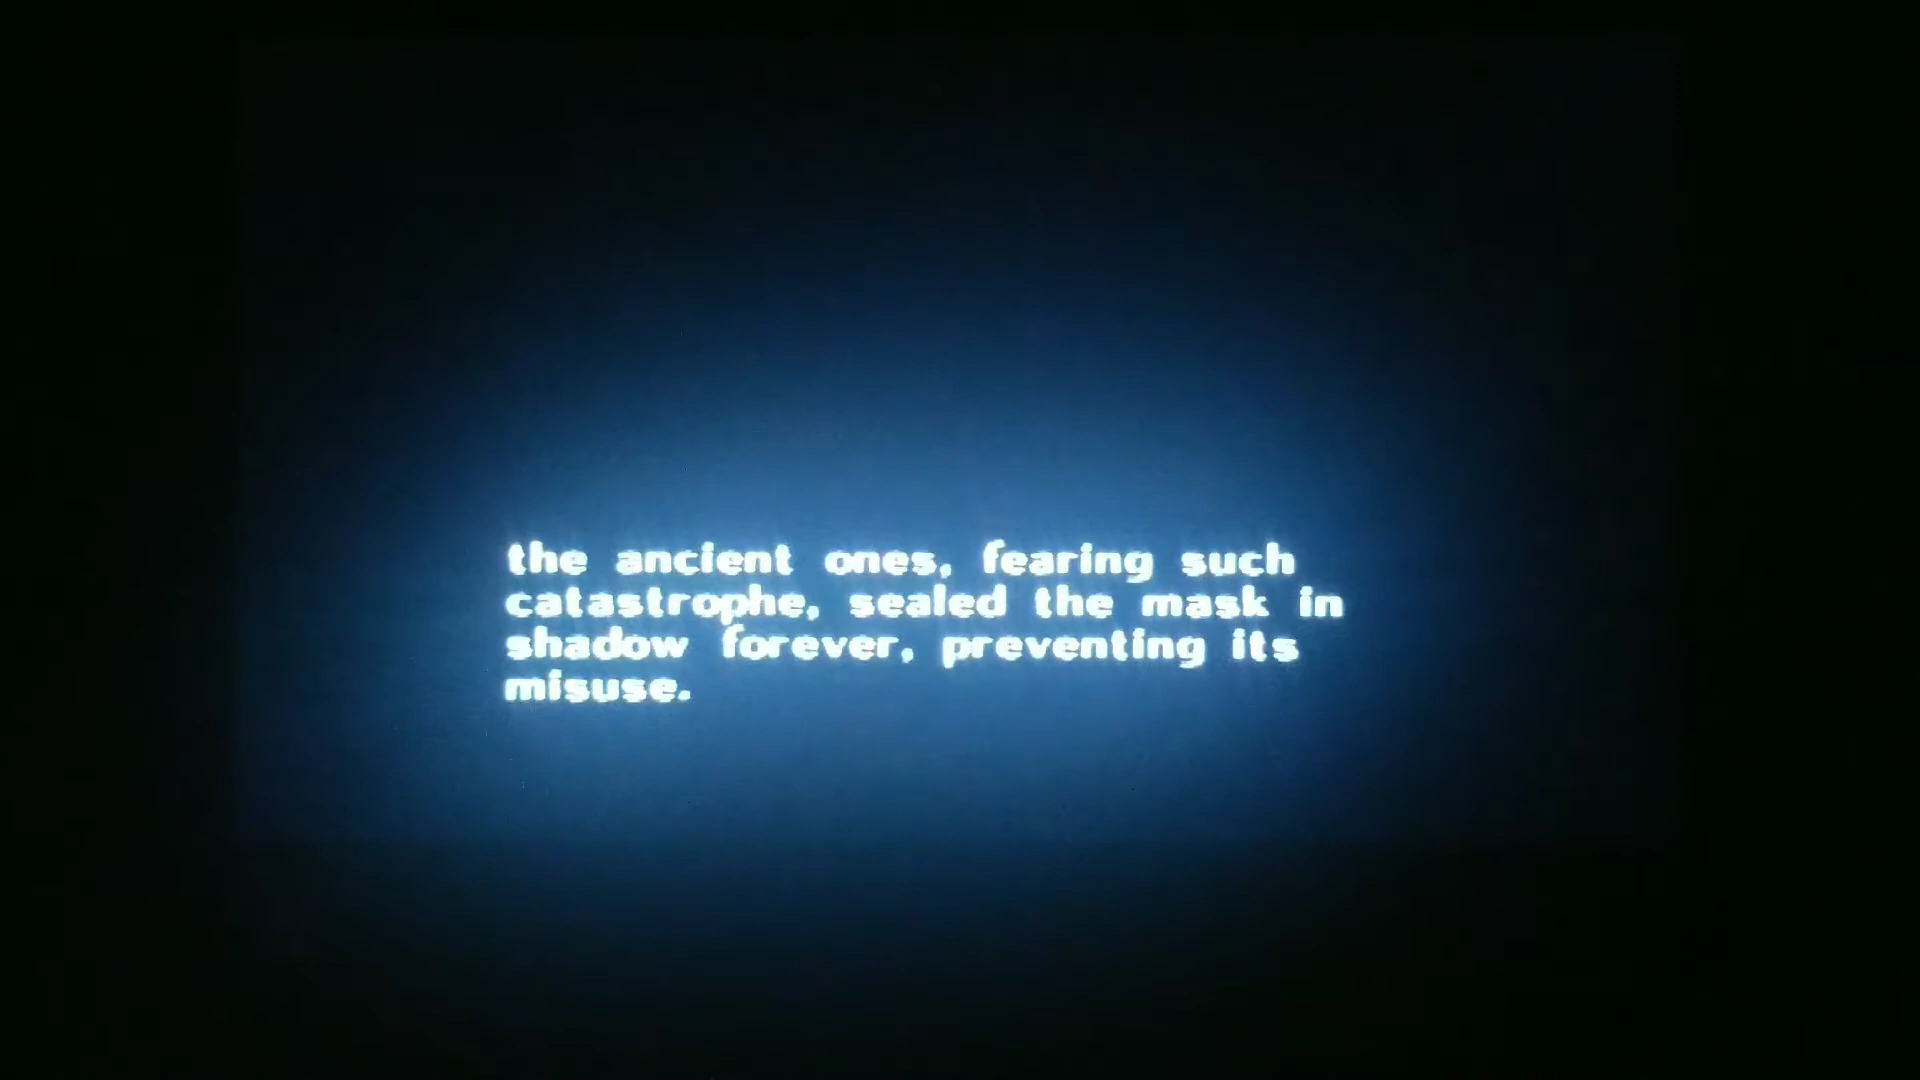 the ancient ones, fearing such
catastrophe, sealed the mask in
shadow forever, preventing its
misuse.